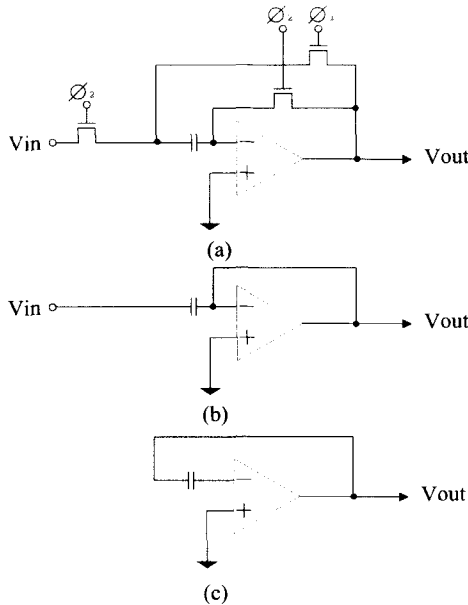 Ø₂ Ø₁
Ø₂
Vin − + Vout
(a)
Vin − + Vout
(b)
− + Vout
(c)